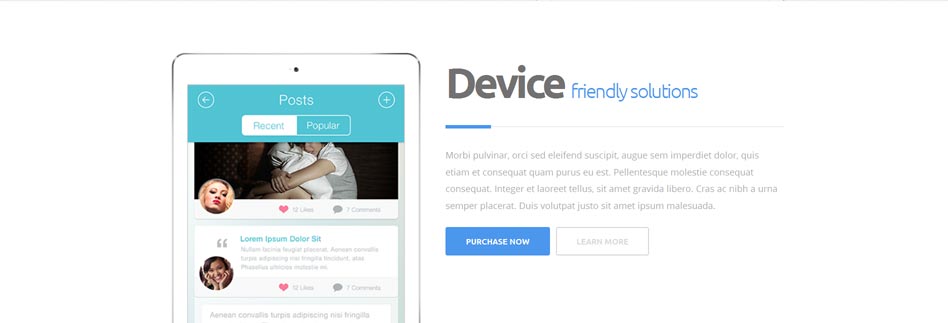 Posts
Recent Popular
12 Likes 7 Comments
Lorem Ipsum Dolor Sit
Nullam lacinia feugiat placerat. Aenean convallis
turpis adipiscing nisi fringilla tincidunt, atas
Phasellus ultrices molestie mi.
12 Likes 7 Comments
Aenean convallis turpis adipiscing nisi fringilla
Device friendly solutions
Morbi pulvinar, orci sed eleifend suscipit, augue sem imperdiet dolor, quis
etiam et consequat quam purus eu est. Pellentesque molestie consequat
consequat. Integer et laoreet tellus, sit amet gravida libero. Cras ac nibh a urna
semper placerat. Duis volutpat justo sit amet ipsum malesuada.
PURCHASE NOW LEARN MORE